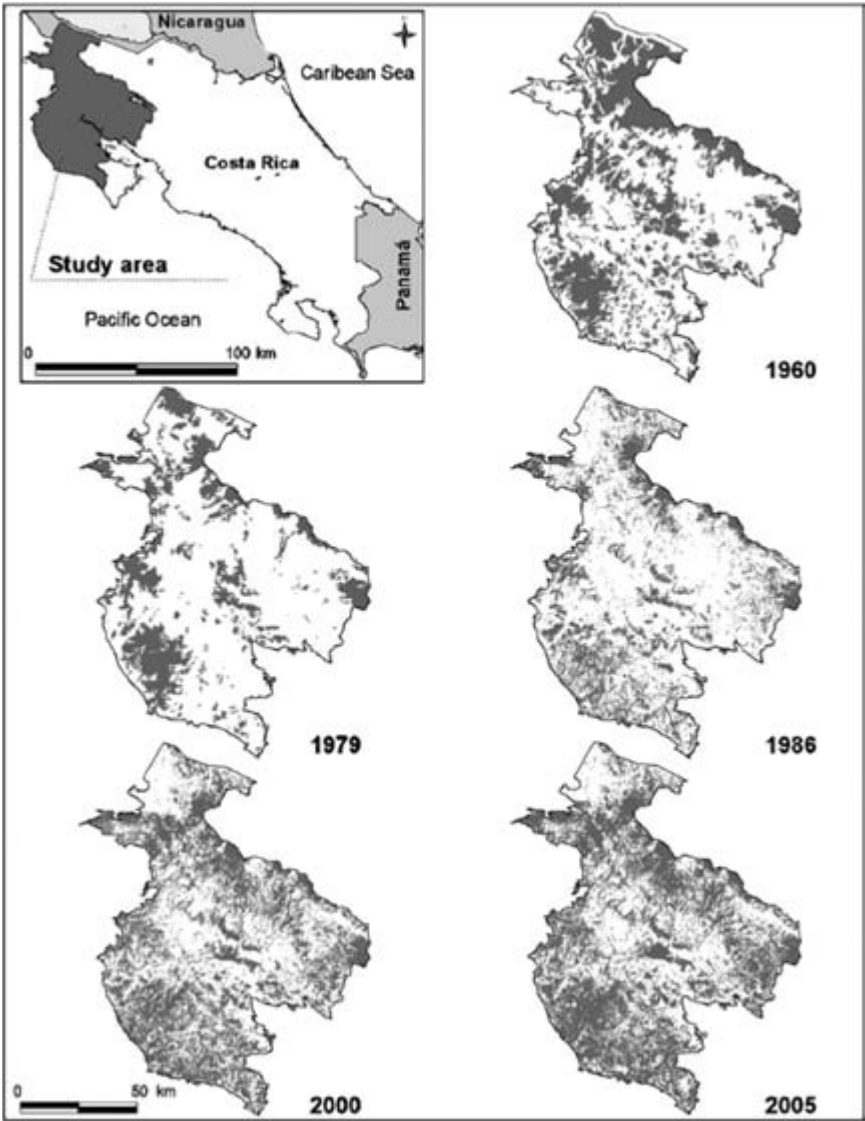 Nicaragua
Caribean Sea
Costa Rica
Study area
Panamá
Pacific Ocean
0 100 km
1960
1979
1986
0 50 km
2000
2005